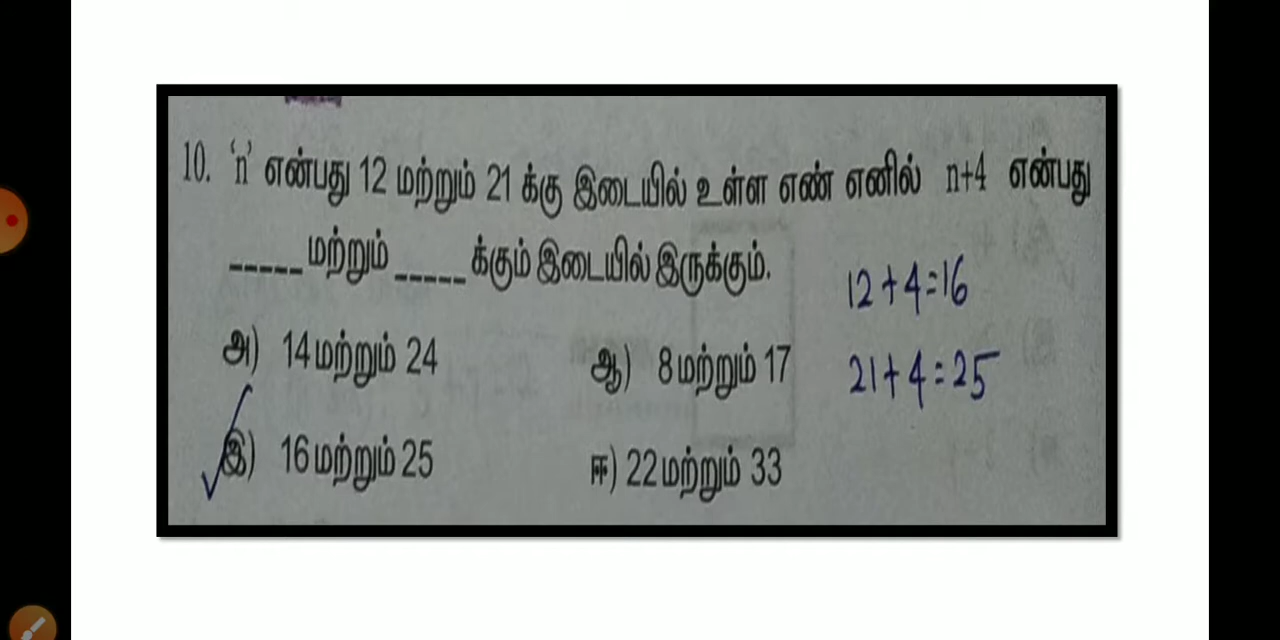 10. 'n' என்பது 12 மற்றும் 21 க்கு இடையில் உள்ள எண் எனில் n+4 என்பது
_____ மற்றும் _____ க்கும் இடையில் இருக்கும்.
12+4=16
அ) 14 மற்றும் 24 ஆ) 8 மற்றும் 17
21+4=25
இ) 16 மற்றும் 25 ஈ) 22 மற்றும் 33